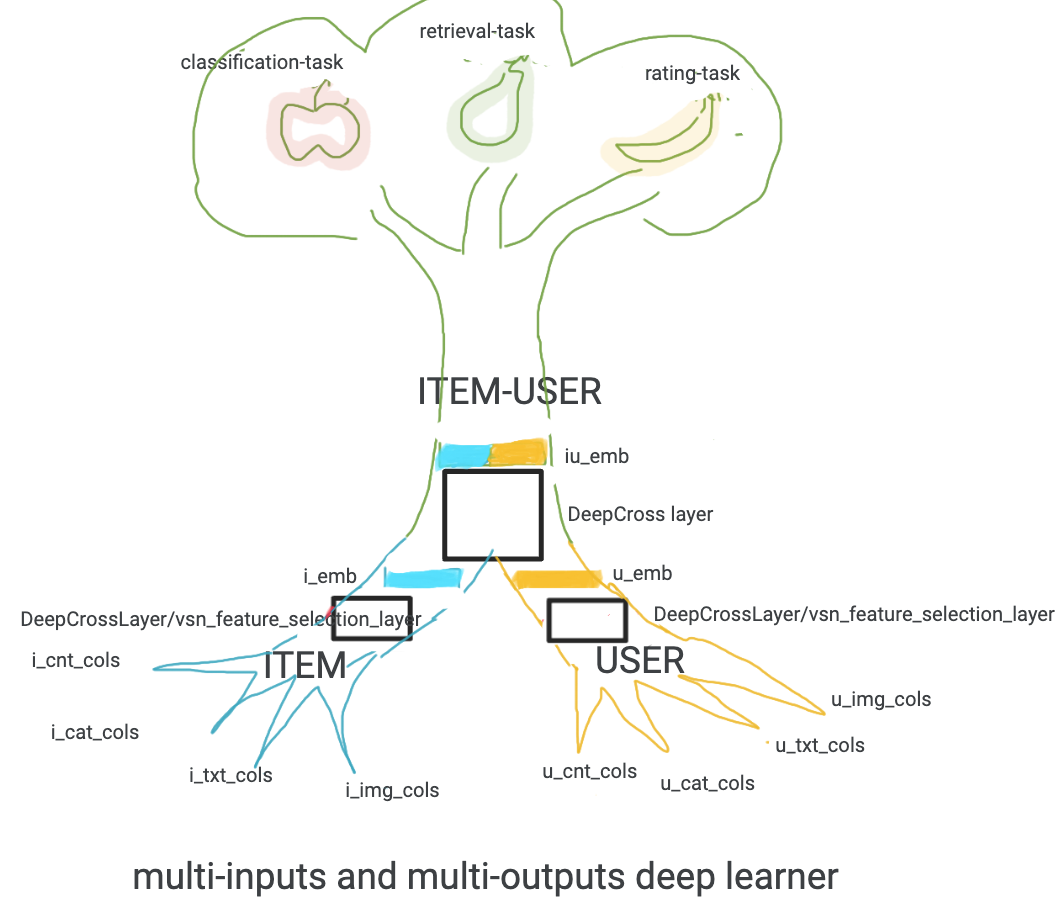 retrieval-task
classification-task
rating-task
ITEM-USER
iu_emb
DeepCross layer
i_emb
u_emb
DeepCrossLayer/vsn_feature_selection_layer
DeepCrossLayer/vsn_feature_selection_layer
ITEM
USER
i_cnt_cols
u_img_cols
i_cat_cols
u_txt_cols
i_txt_cols
u_cnt_cols
u_cat_cols
i_img_cols
multi-inputs and multi-outputs deep learner